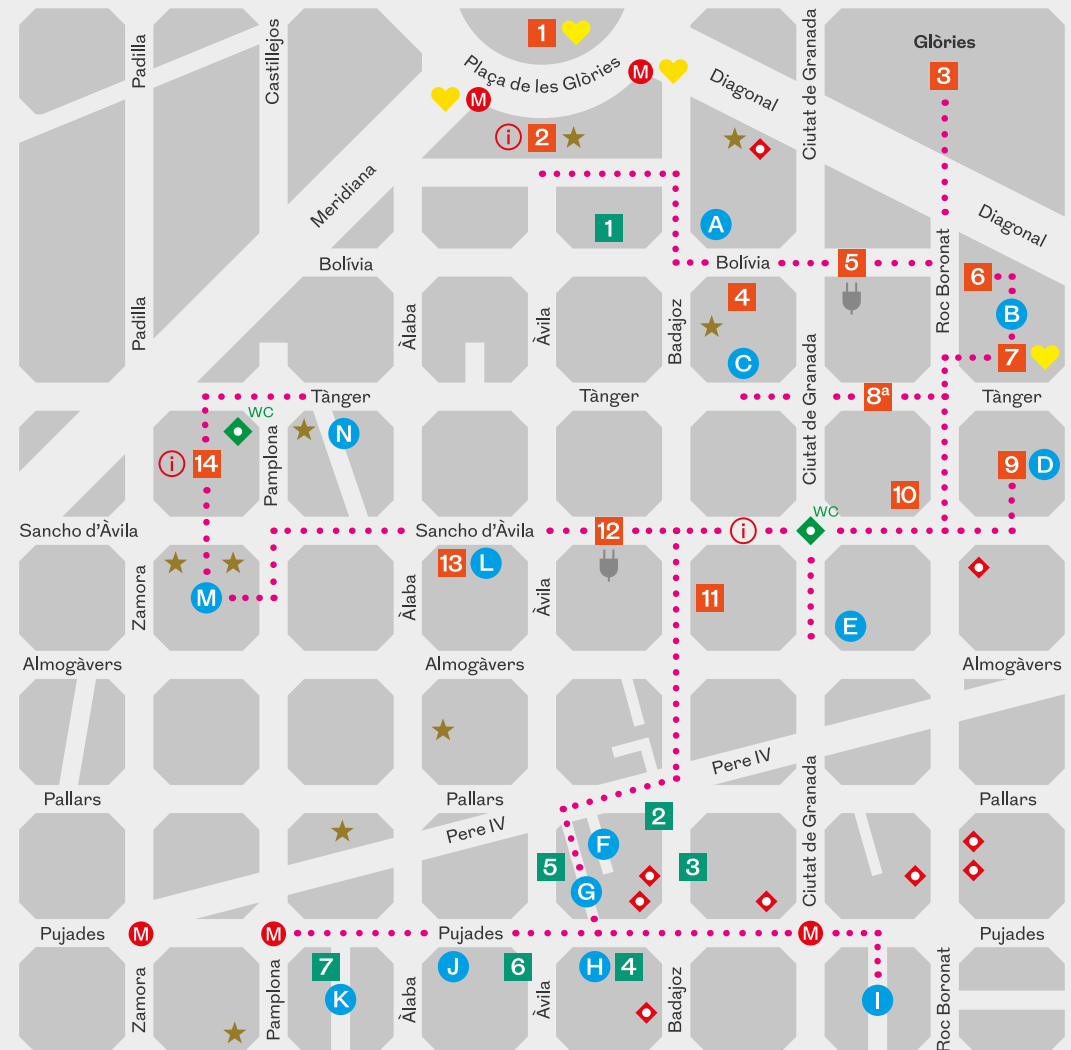 Padilla
Castillejos
1
Plaça de les Glòries
M
M
Diagonal
Ciutat de Granada
Glòries
3
i
2
Meridiana
1
A
Diagonal
Bolívia
Bolívia
5
Roc Boronat
6
4
B
Padilla
Àlaba
Àvila
Badajoz
C
Ciutat de Granada
7
Tànger
Tànger
8ª
Tànger
WC
N
i
14
Pamplona
9
D
10
WC
Sancho d'Àvila
Sancho d'Àvila
12
i
13
L
Zamora
M
Àlaba
Àvila
11
E
Almogàvers
Almogàvers
Almogàvers
Pere IV
Ciutat de Granada
Pallars
Pallars
Pallars
Pere IV
2
F
5
3
G
Pujades
M
M
Pujades
M
Pujades
Zamora
Pamplona
7
K
Àlaba
J
6
Àvila
H
4
Badajoz
I
Roc Boronat